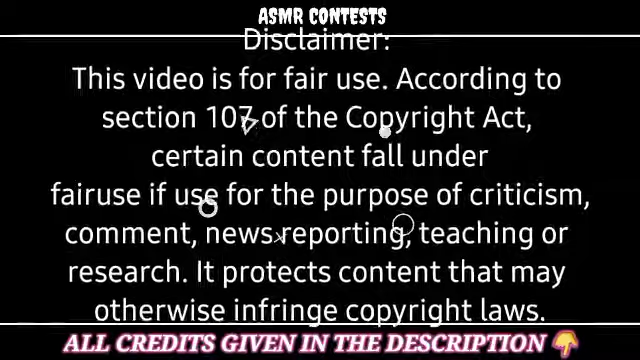 ASMR CONTESTS
Disclaimer:
This video is for fair use. According to
section 107 of the Copyright Act,
certain content fall under
fairuse if use for the purpose of criticism,
comment, news reporting, teaching or
research. It protects content that may
otherwise infringe copyright laws.
ALL CREDITS GIVEN IN THE DESCRIPTION 👇